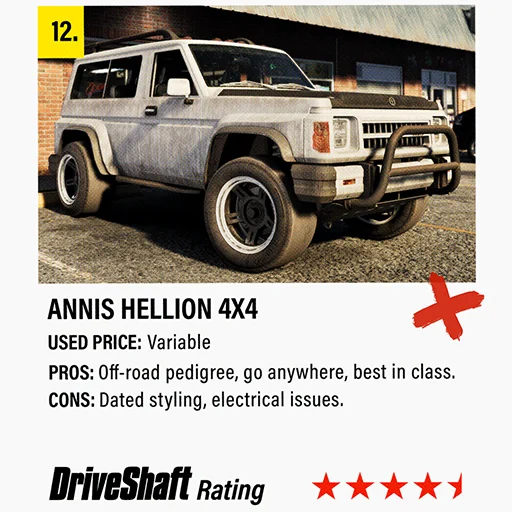 12.
ANNIS HELLION 4X4
USED PRICE: Variable
PROS: Off-road pedigree, go anywhere, best in class.
CONS: Dated styling, electrical issues.
DriveShaft Rating